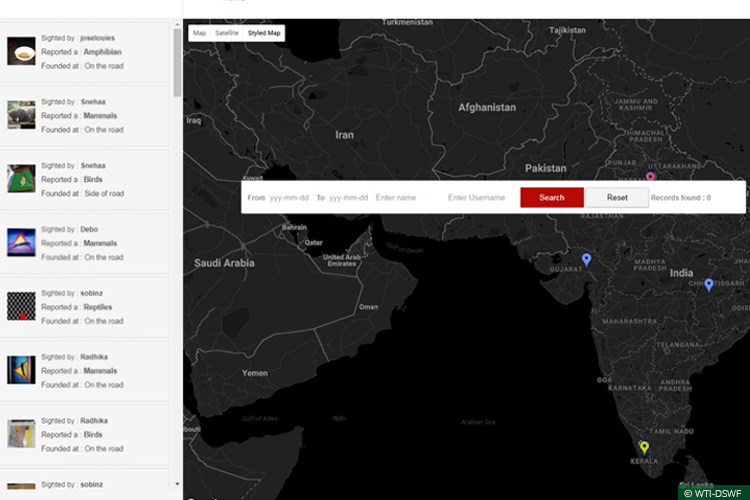 Sighted by : joselouies
Reported a : Amphibian
Founded at : On the road
Sighted by : Snehaa
Reported a : Mammals
Founded at : On the road
Sighted by : Snehaa
Reported a : Birds
Founded at : Side of road
Sighted by : Debo
Reported a : Mammals
Founded at : On the road
Sighted by : sobinz
Reported a : Reptiles
Founded at : On the road
Sighted by : Radhika
Reported a : Mammals
Founded at : On the road
Sighted by : Radhika
Reported a : Birds
Founded at : On the road
Sighted by : sobinz
Map Satellite Styled Map
Turkmenistan
Tajikistan
Afghanistan
JAMMU AND
KASHMIR
Iraq
Iran
HIMACHAL
PRADESH
PUNJAB
UTTARAKHAND
Pakistan
Kuwait
From yyy-mm-dd To yyy-mm-dd Enter name Enter Username Search Reset Records found : 0
RAJASTHAN
Bahrain
Qatar
Gulf of Oman
United Arab
Emirates
Saudi Arabia
GUJARAT
MADHYA
PRADESH
India
CHHATTISGARH
Oman
MAHARASHTRA
TELANGANA
Yemen
GOA
KARNATAKA
ANDHRA
PRADESH
Gulf of Aden
Arabian Sea
TAMIL NADU
KERALA
Sri Lanka
© WTI-DSWF